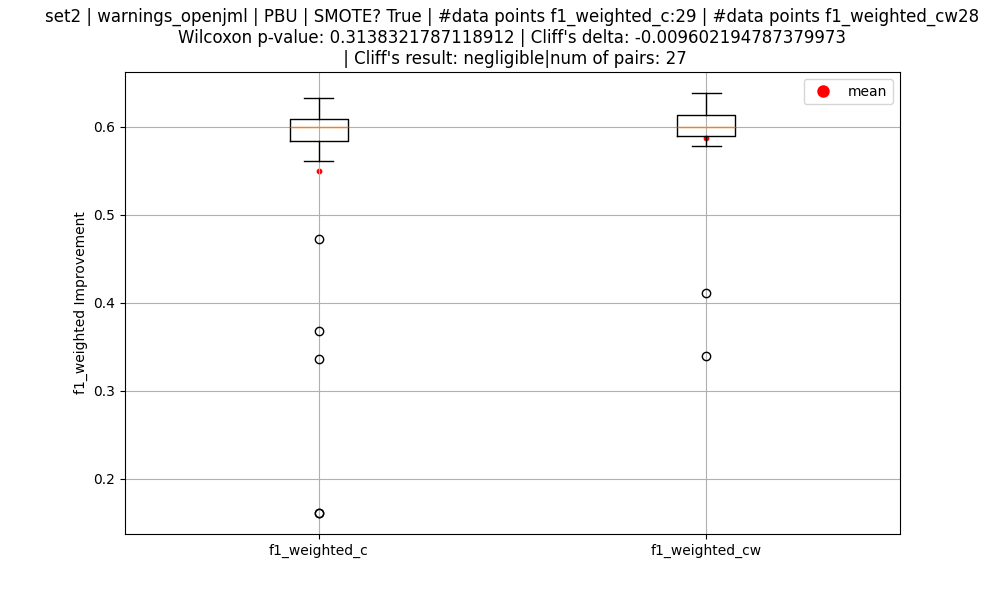 set2 | warnings_openjml | PBU | SMOTE? True | #data points f1_weighted_c:29 | #data points f1_weighted_cw28
Wilcoxon p-value: 0.3138321787118912 | Cliff's delta: -0.009602194787379973
| Cliff's result: negligible|num of pairs: 27
mean
0.6
0.5
0.4
0.3
0.2
f1_weighted Improvement
f1_weighted_c
f1_weighted_cw